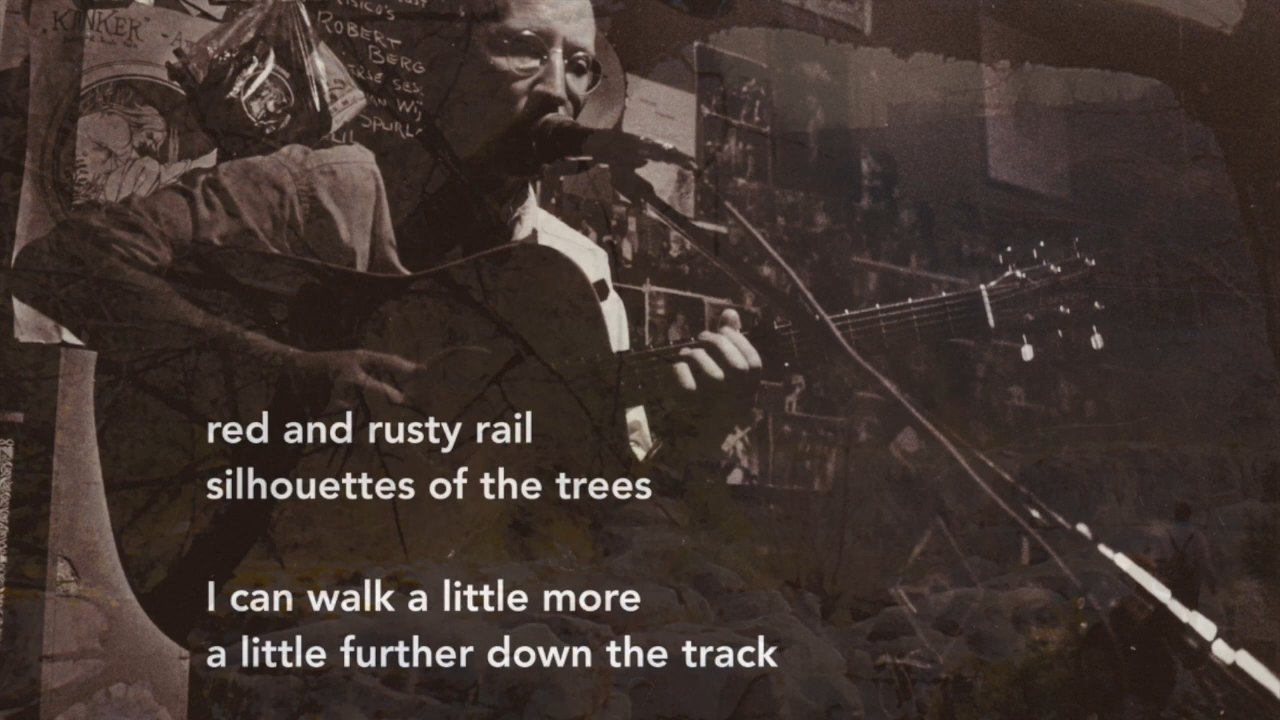 KINKER
ROBERT
BERG
red and rusty rail
silhouettes of the trees
I can walk a little more
a little further down the track